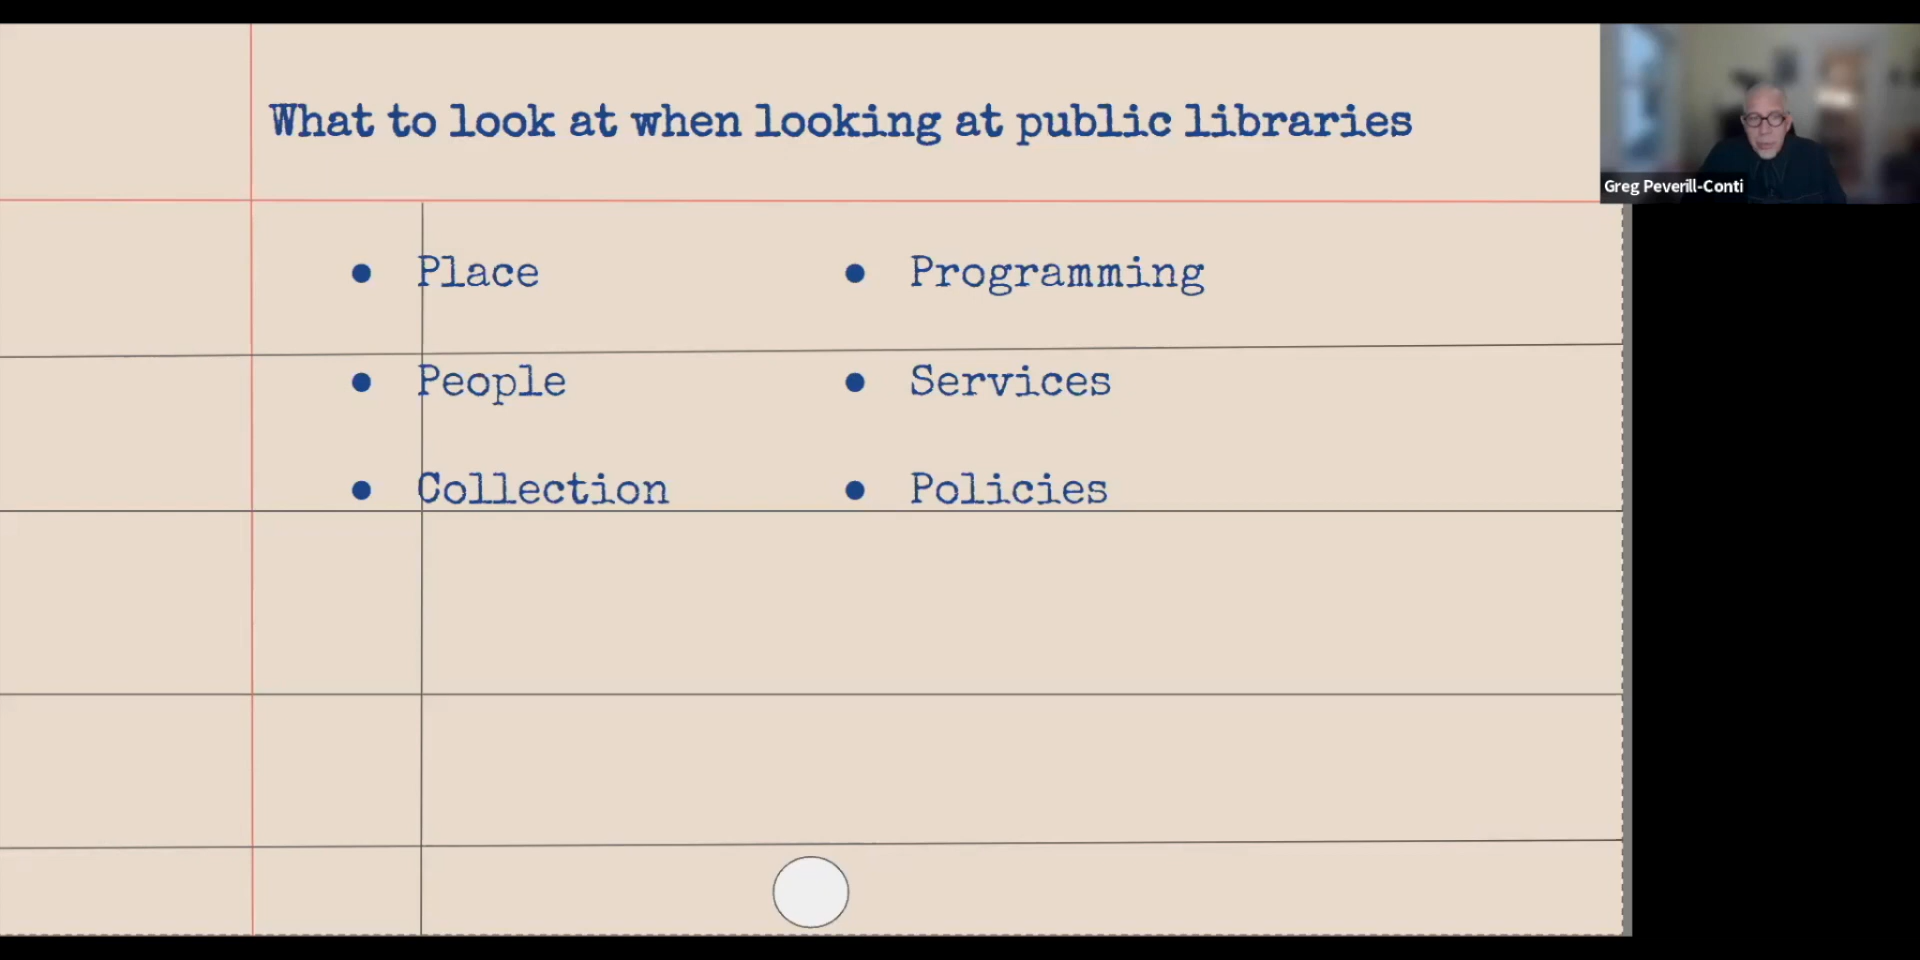 What to look at when looking at public libraries
Greg Peverill-Conti
• Place
• People
• Collection
• Programming
• Services
• Policies